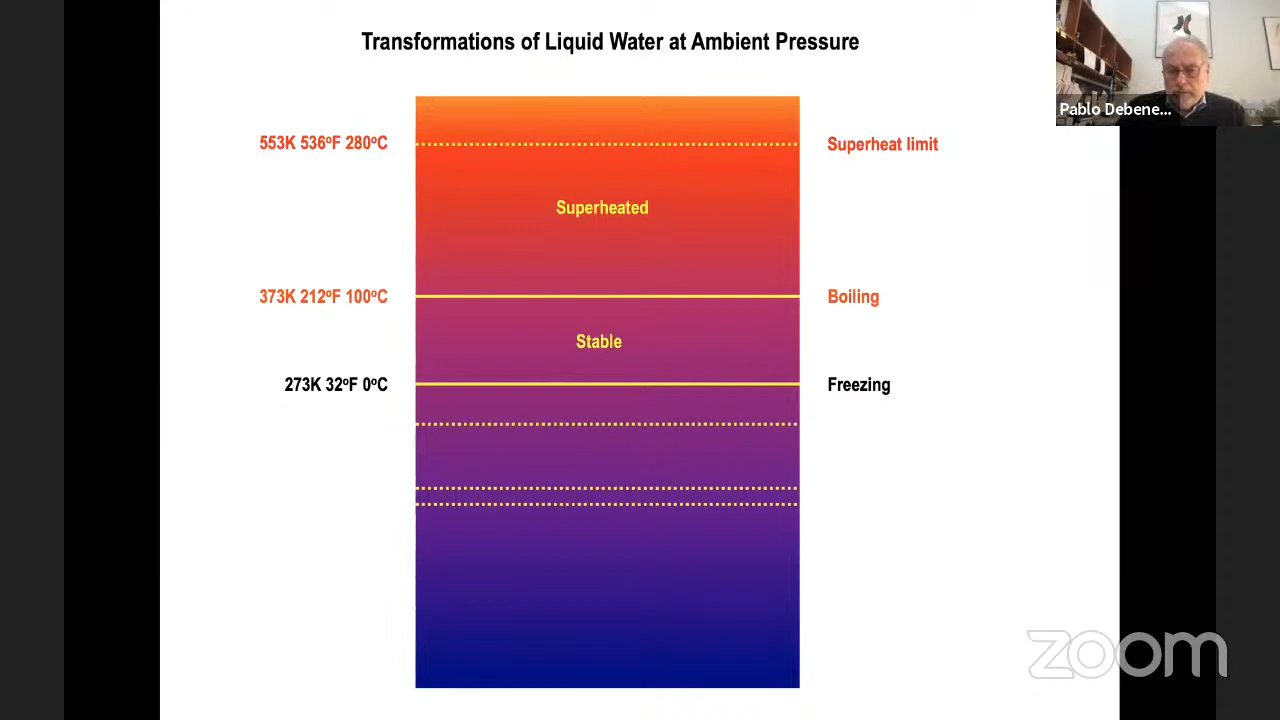 Transformations of Liquid Water at Ambient Pressure
Pablo Debene...
553K 536ºF 280ºC
Superheat limit
Superheated
373K 212ºF 100ºC
Boiling
Stable
273K 32ºF 0ºC
Freezing
zoom